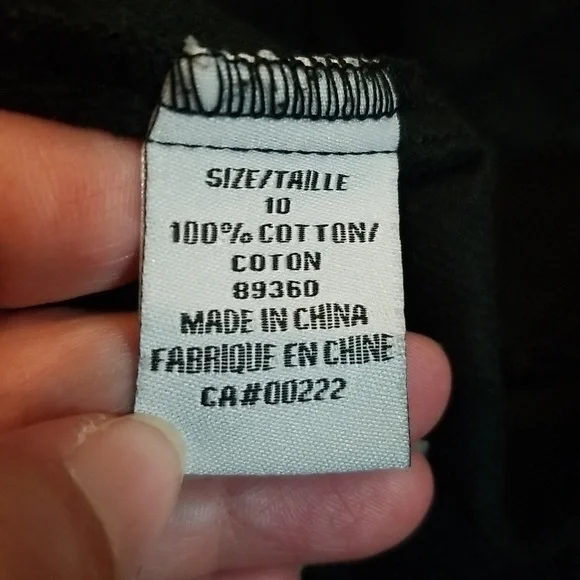 SIZE/TAILLE
10
100% COTTON/
COTON
89360
MADE IN CHINA
FABRIQUE EN CHINE
CA#00222